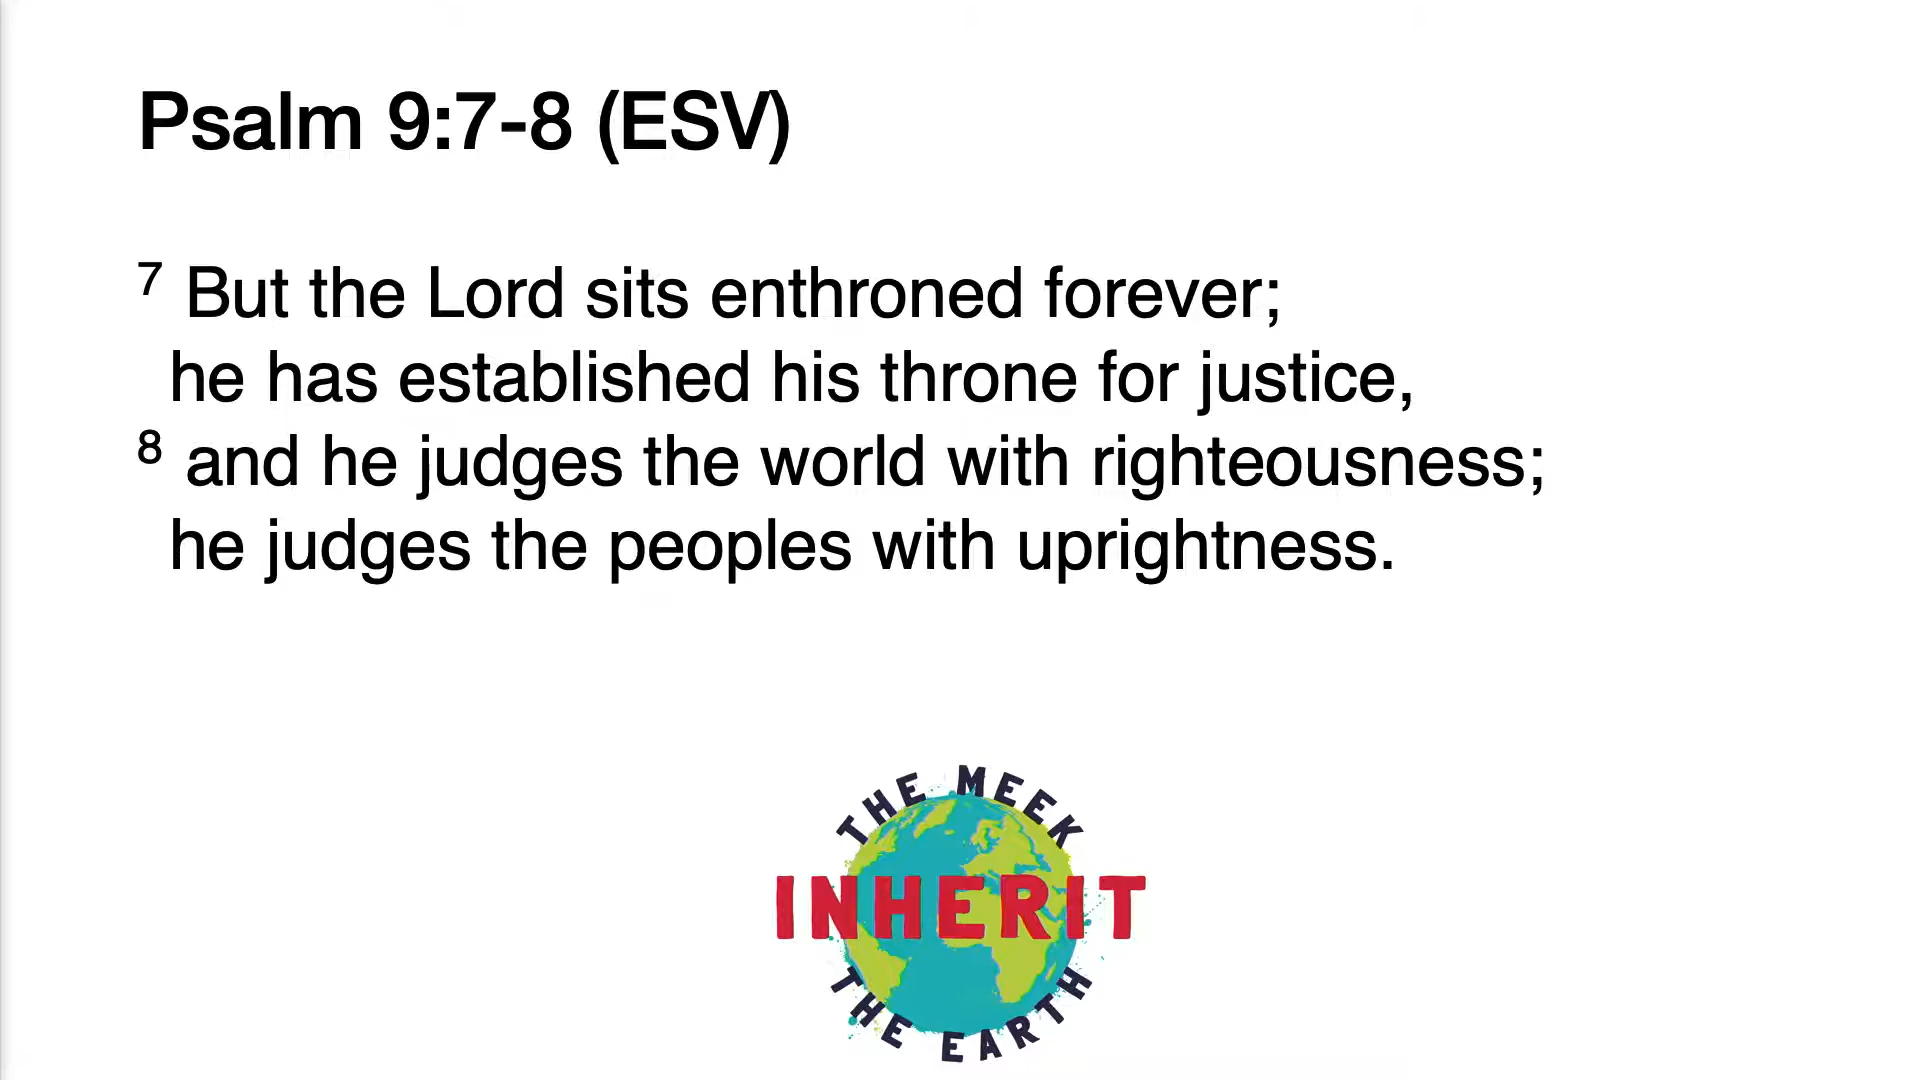 Psalm 9:7-8 (ESV)
7 But the Lord sits enthroned forever;
he has established his throne for justice,
8 and he judges the world with righteousness;
he judges the peoples with uprightness.
THE MEEK
INHERIT
THE EARTH